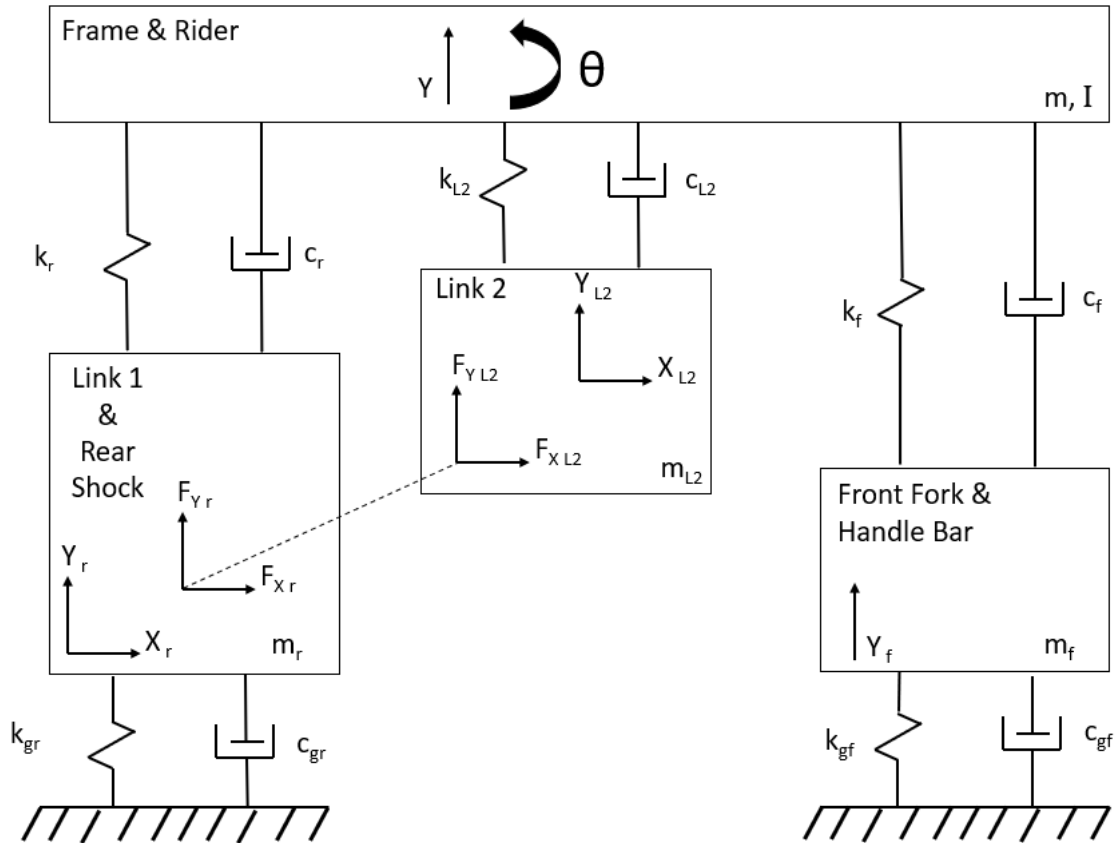 Frame & Rider
Y
θ
m, I
k_r
c_r
k_L2
c_L2
k_f
c_f
Link 2
Y_L2
X_L2
F_Y L2
F_X L2
m_L2
Link 1
&
Rear
Shock
F_Y r
F_X r
Y_r
X_r
m_r
Front Fork &
Handle Bar
Y_f
m_f
k_gr
c_gr
k_gf
c_gf